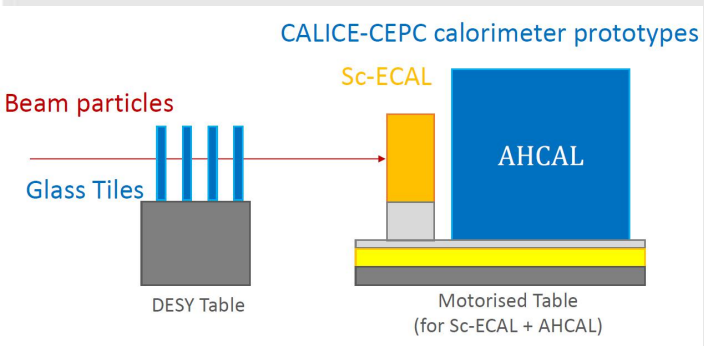 CALICE-CEPC calorimeter prototypes
Sc-ECAL
Beam particles
AHCAL
Glass Tiles
DESY Table
Motorised Table
(for Sc-ECAL + AHCAL)